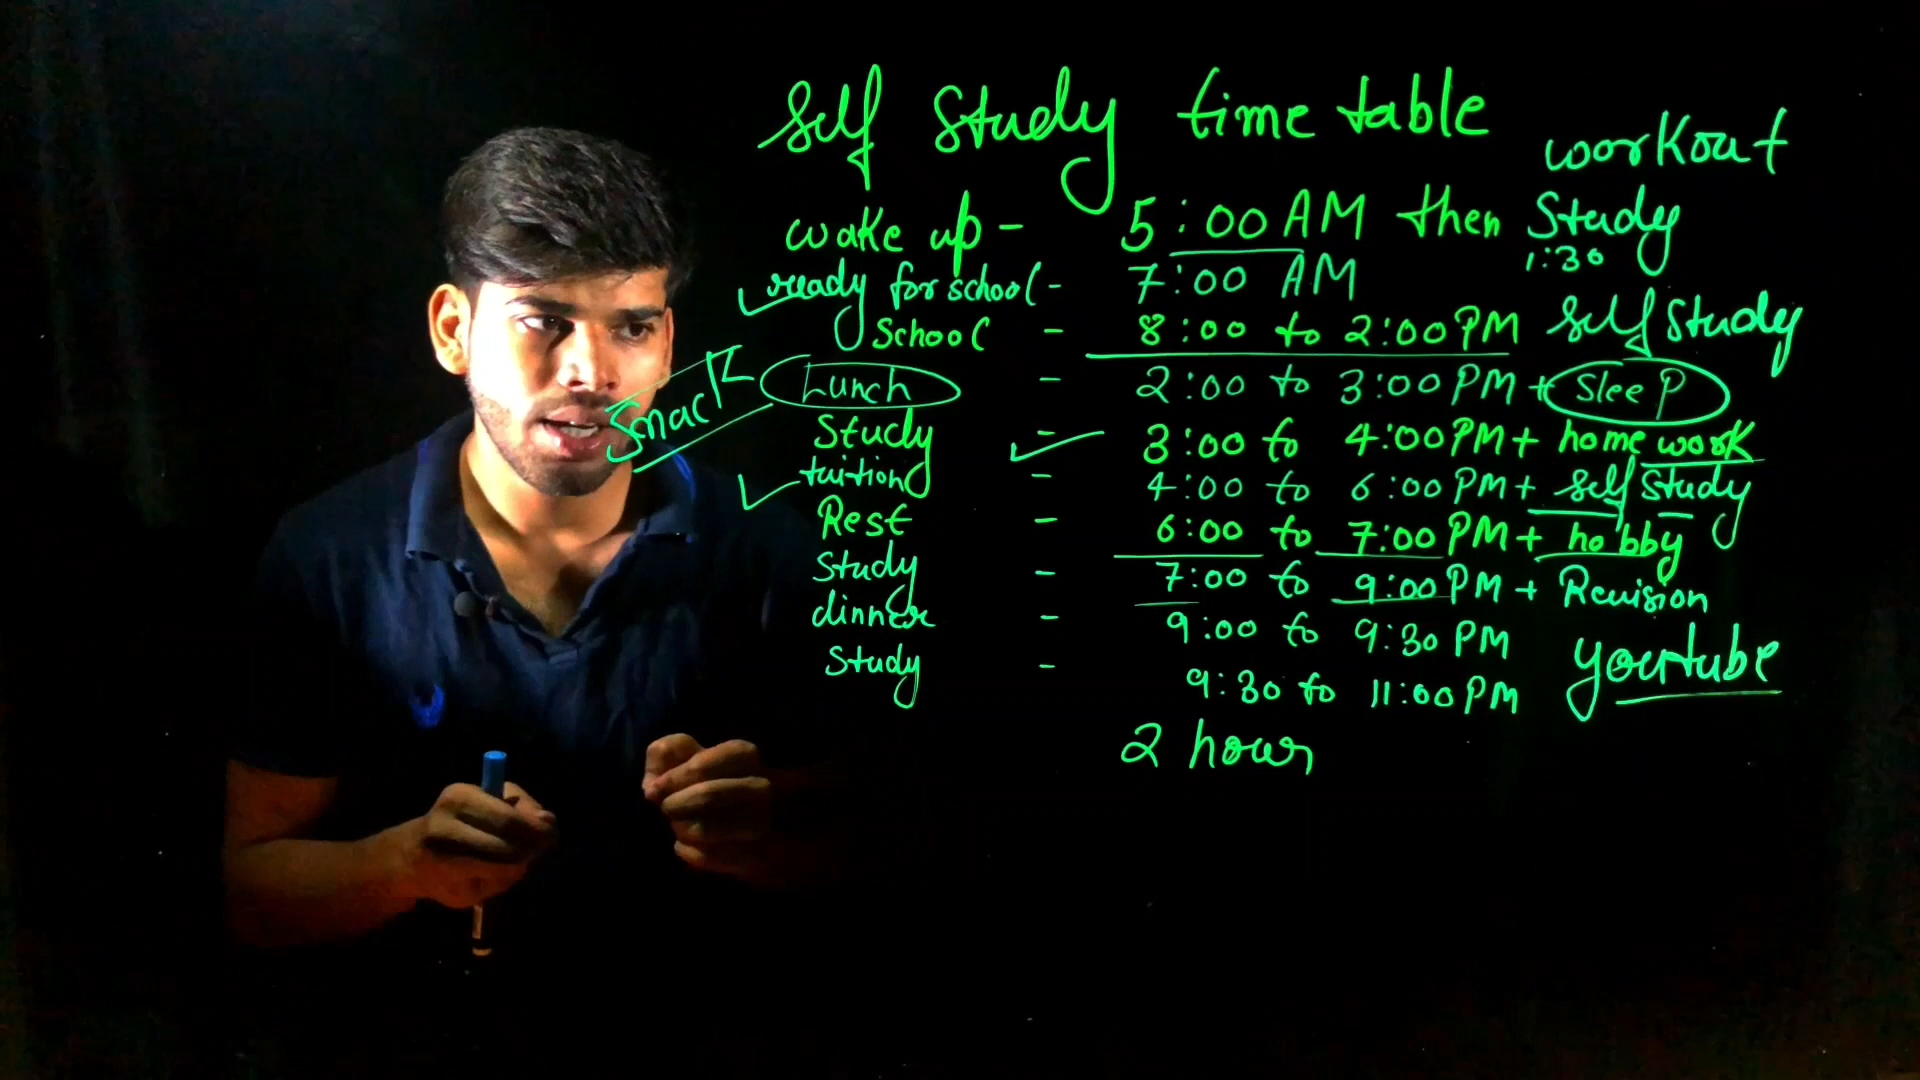 Self Study time table
workout
wake up - 5:00 AM then Study
1:30
ready for school - 7:00 AM
School - 8:00 to 2:00 PM Self Study
Snack
Lunch - 2:00 to 3:00 PM + Sleep
Study - 3:00 to 4:00 PM + home work
tuition - 4:00 to 6:00 PM + self study
Rest - 6:00 to 7:00 PM + hobby
Study - 7:00 to 9:00 PM + Revision
dinner - 9:00 to 9:30 PM
Study - 9:30 to 11:00 PM youtube
2 hour